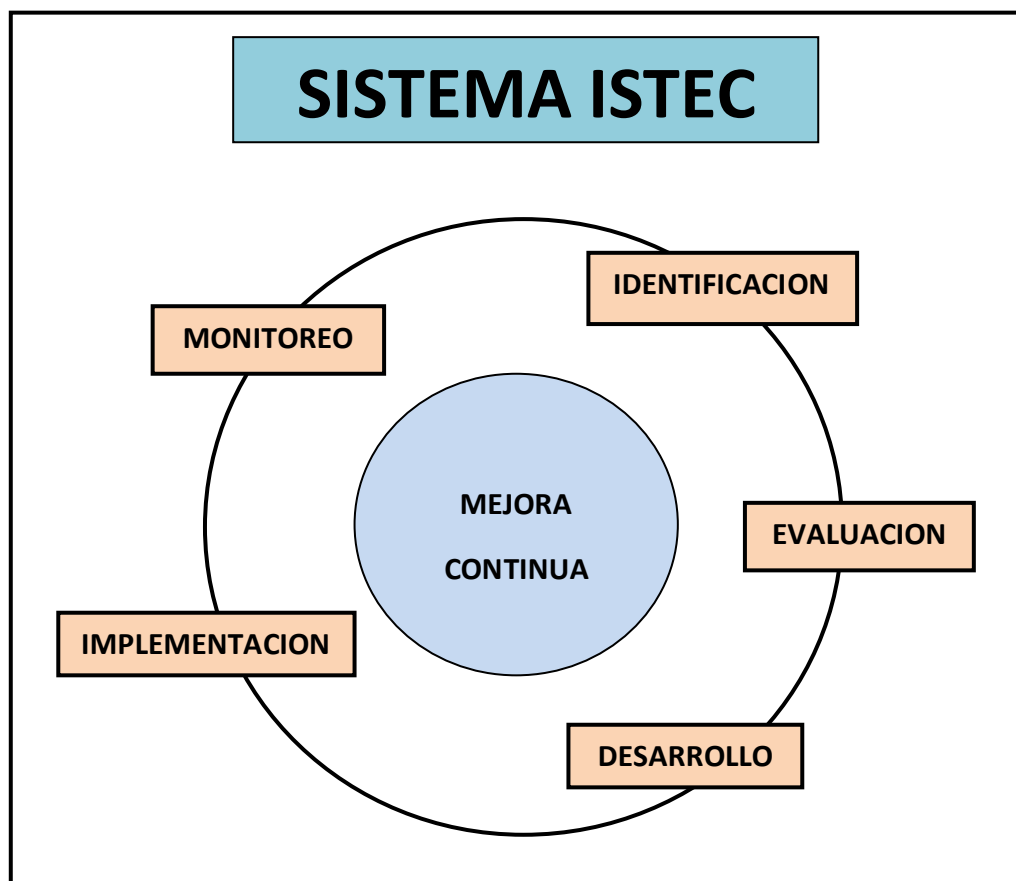 SISTEMA ISTEC
IDENTIFICACION
MONITOREO
MEJORA
CONTINUA
EVALUACION
IMPLEMENTACION
DESARROLLO